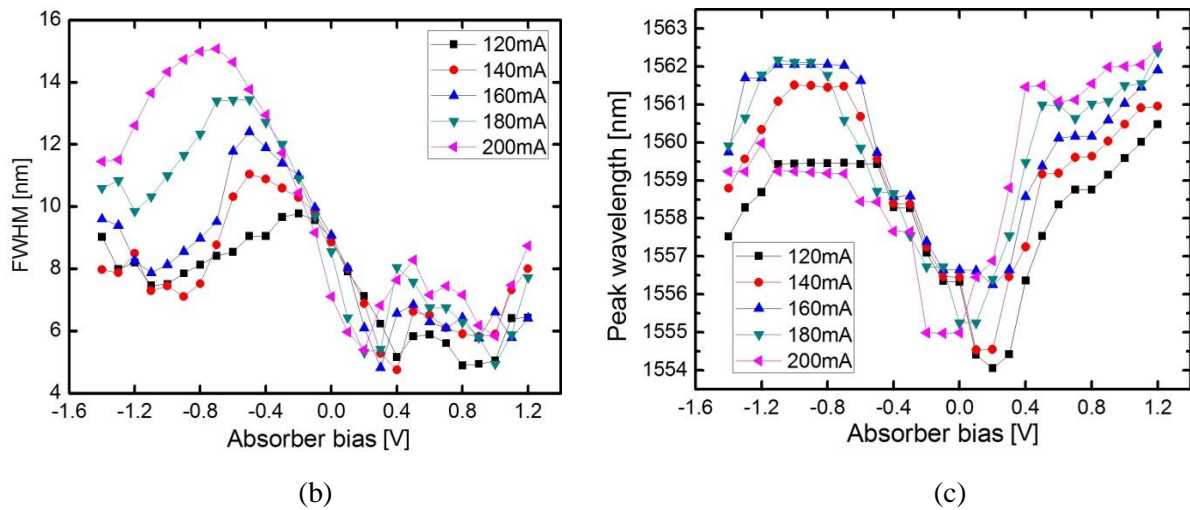 16
14
12
10
8
6
4
FWHM [nm]
-1.6 -1.2 -0.8 -0.4 0.0 0.4 0.8 1.2
Absorber bias [V]
120mA
140mA
160mA
180mA
200mA
(b)
1563
1562
1561
1560
1559
1558
1557
1556
1555
1554
Peak wavelength [nm]
-1.6 -1.2 -0.8 -0.4 0.0 0.4 0.8 1.2
Absorber bias [V]
120mA
140mA
160mA
180mA
200mA
(c)